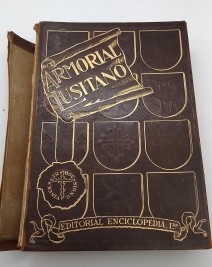 ARMORIAL
LUSITANO
EDITORIAL ENCICLOPÉDIA, L.DA